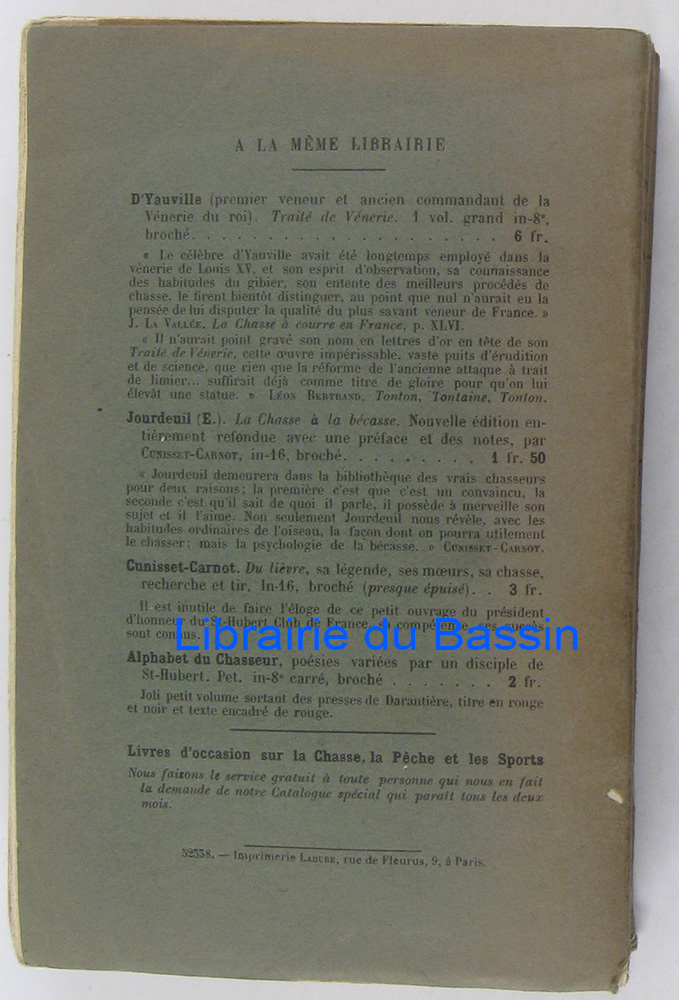 A LA MÊME LIBRAIRIE
D'Yauville (premier veneur et ancien commandant de la
Vénerie du roi). Traité de Vénerie. 1 vol. grand in-8°,
broché. . . . . . . . . . . . . . . . . . . 6 fr.
« Le célèbre d'Yauville avait été longtemps employé dans la
vènerie de Louis XV, et son esprit d'observation, sa connaissance
des habitudes du gibier, son entente des meilleurs procédés de
chasse, le firent bientôt distinguer, au point que nul n'aurait eu la
pensée de lui disputer la qualité du plus savant veneur de France. »
J. LA VALLÉE. La Chasse à courre en France, p. XLVI.
« Il n'aurait point gravé son nom en lettres d'or en tête de son
Traité de Vénerie, cette œuvre impérissable, vaste puits d'érudition
et de science, que rien que la réforme de l'ancienne attaque à trait
de limier... suffirait déjà comme titre de gloire pour qu'on lui
élevât une statue. » LÉON BERTRAND. Tonton, Tontaine, Tonton.
Jourdeuil (E.). La Chasse à la bécasse. Nouvelle édition en-
tièrement refondue avec une préface et des notes, par
CUNISSET-CARNOT, in-16, broché. . . . . . . . . . 1 fr. 50
« Jourdeuil demeurera dans la bibliothèque des vrais chasseurs
pour deux raisons; la première c'est que c'est un convaincu, la
seconde c'est qu'il sait de quoi il parle, il possède à merveille son
sujet et il l'aime. Non seulement Jourdeuil nous révèle, avec les
habitudes ordinaires de l'oiseau, la façon dont on pourra utilement
le chasser; mais la psychologie de la bécasse. » CUNISSET-CARNOT.
Cunisset-Carnot. Du lièvre, sa légende, ses mœurs, sa chasse,
recherche et tir. In-16, broché (presque épuisé). . 3 fr.
Il est inutile de faire l'éloge de ce petit ouvrage du président
d'honneur du St-Hubert Club de France, sa compétence, ses succès
sont connus.
Librairie du Bassin
Alphabet du Chasseur, poésies variées par un disciple de
St-Hubert. Pet. in-8° carré, broché . . . . . . . . 2 fr.
Joli petit volume sortant des presses de Darantière, titre en rouge
et noir et texte encadré de rouge.
Livres d'occasion sur la Chasse, la Pêche et les Sports
Nous faisons le service gratuit à toute personne qui nous en fait
la demande de notre Catalogue spécial qui paraît tous les deux
mois.
52338. — Imprimerie LAHURE, rue de Fleurus, 9, à Paris.